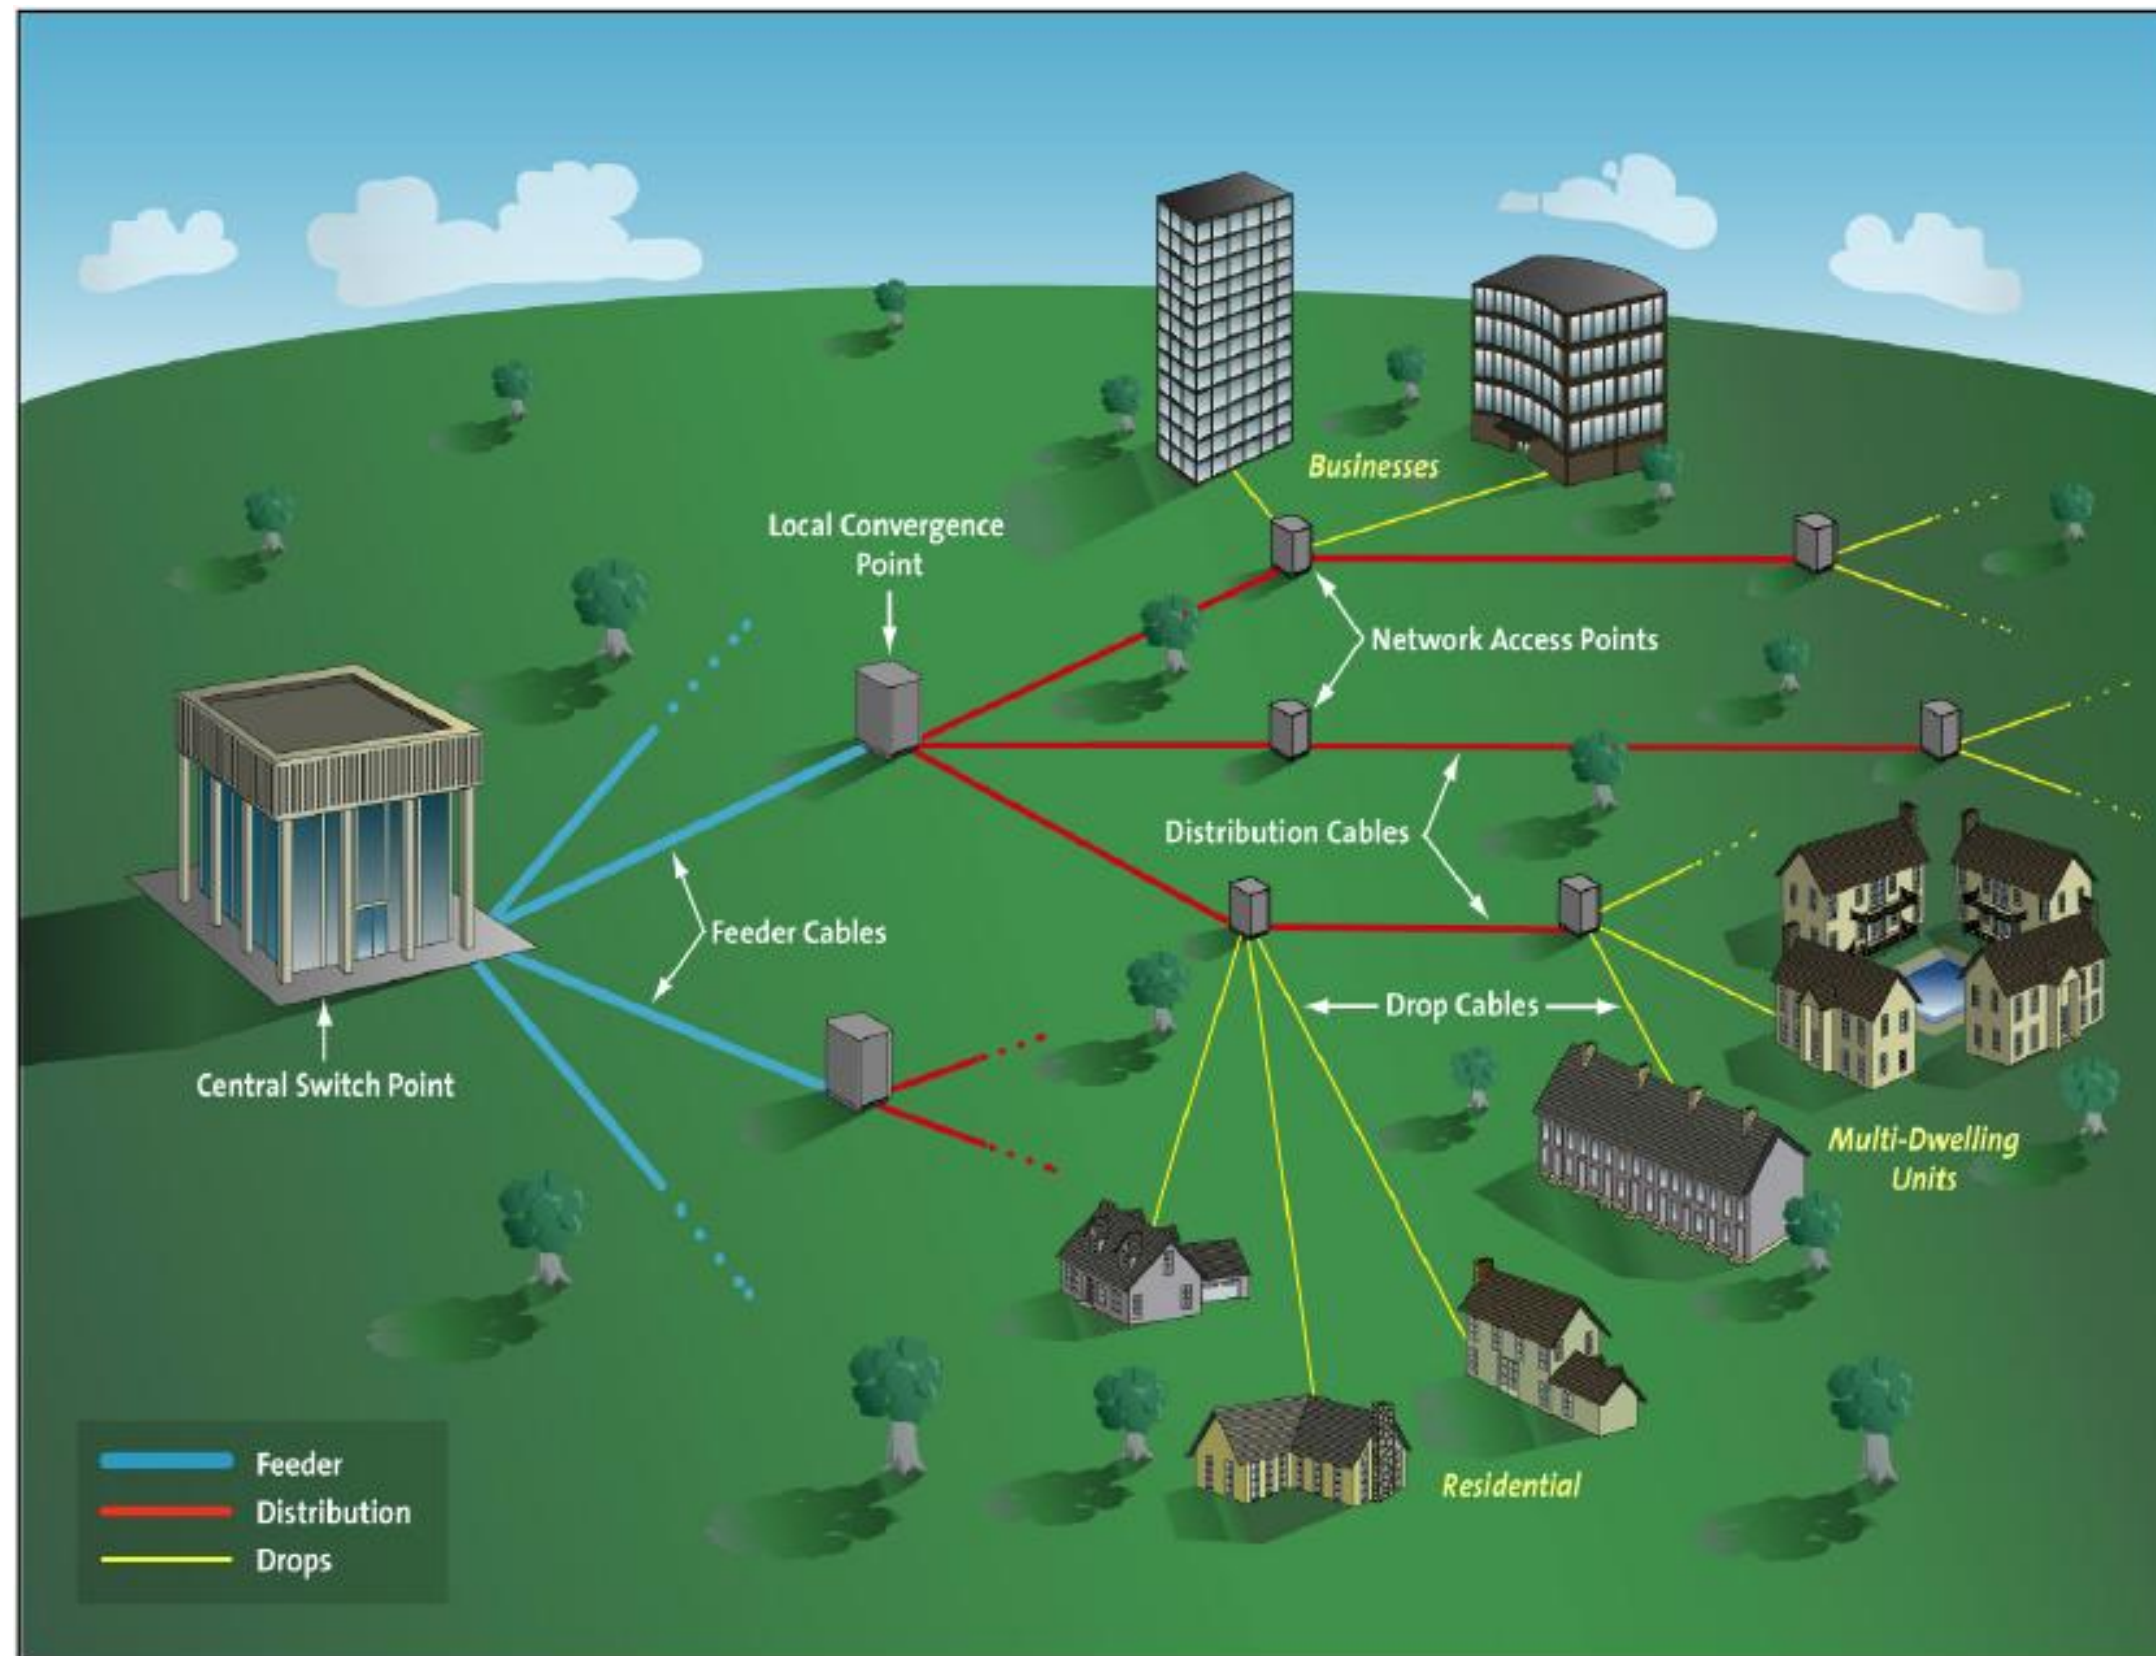 Businesses
Local Convergence
Point
Network Access Points
Distribution Cables
Feeder Cables
Drop Cables
Central Switch Point
Multi-Dwelling
Units
Residential
Feeder
Distribution
Drops